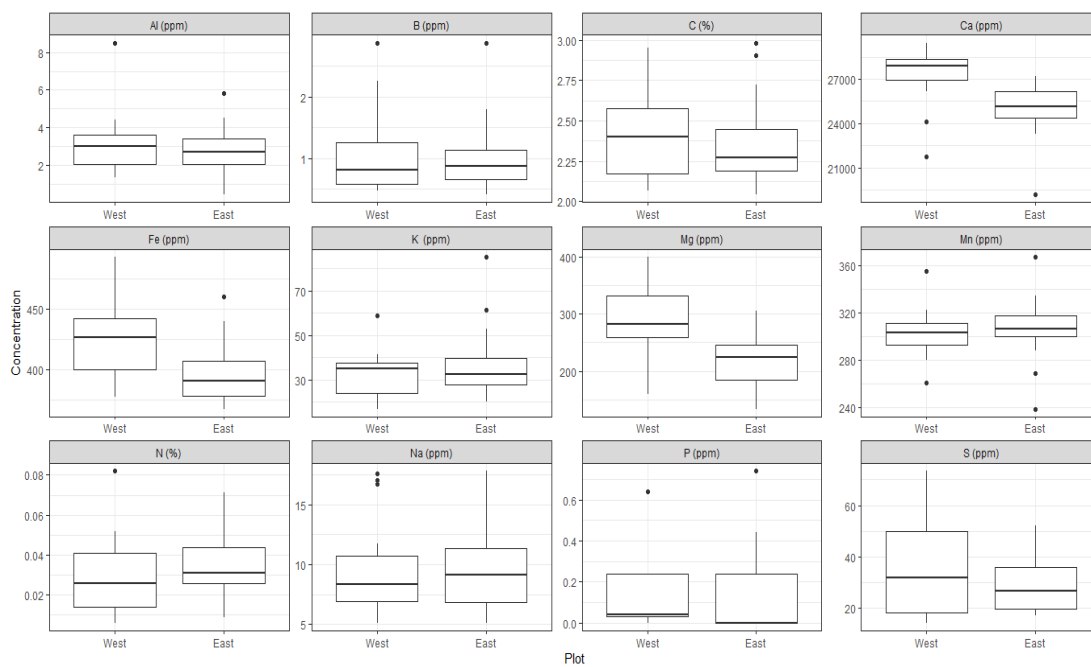 Al (ppm)
B (ppm)
C (%)
Ca (ppm)
8
6
4
2
2
1
3.00
2.75
2.50
2.25
2.00
27000
24000
21000
West
East
West
East
West
East
West
East
Fe (ppm)
K (ppm)
Mg (ppm)
Mn (ppm)
Concentration
450
400
70
50
30
400
300
200
360
320
280
240
West
East
West
East
West
East
West
East
N (%)
Na (ppm)
P (ppm)
S (ppm)
0.08
0.06
0.04
0.02
15
10
5
0.6
0.4
0.2
0.0
60
40
20
West
East
West
East
West
East
West
East
Plot